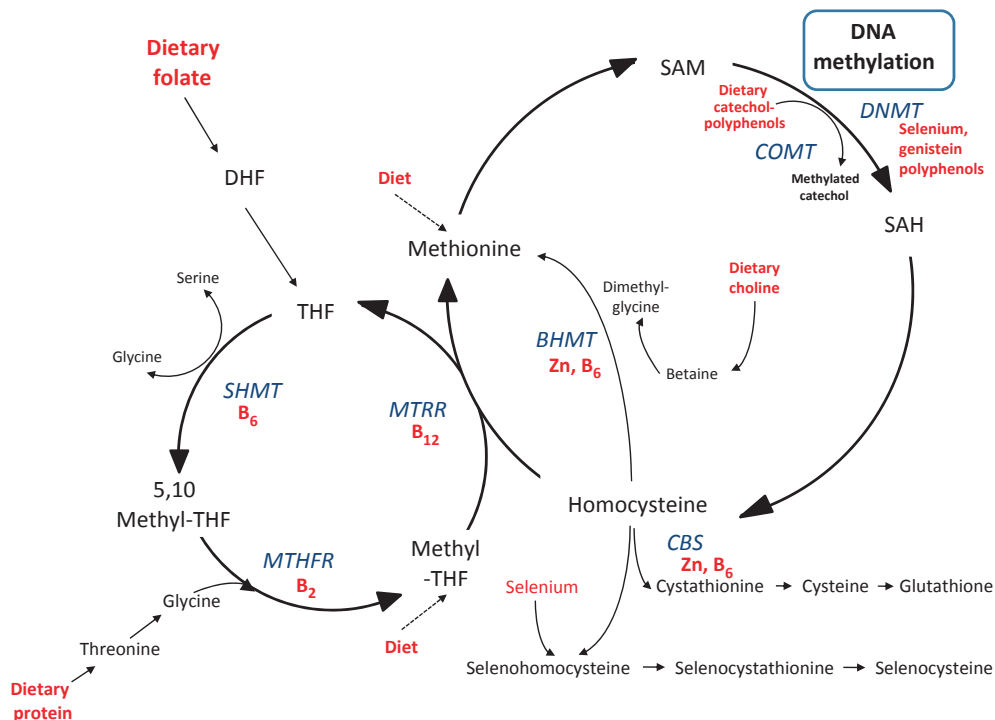 Dietary
folate
DHF
Serine
THF
Glycine
SHMT
B6
5,10
Methyl-THF
MTHFR
B2
Glycine
Threonine
Dietary
protein
Diet
Methyl
-THF
MTRR
B12
Diet
Methionine
SAM
DNA
methylation
Dietary
catechol-
polyphenols
DNMT
Selenium,
genistein
polyphenols
COMT
Methylated
catechol
SAH
Dimethyl-
glycine
Dietary
choline
BHMT
Zn, B6
Betaine
Homocysteine
CBS
Zn, B6
Selenium
Cystathionine
Cysteine
Glutathione
Selenohomocysteine
Selenocystathionine
Selenocysteine